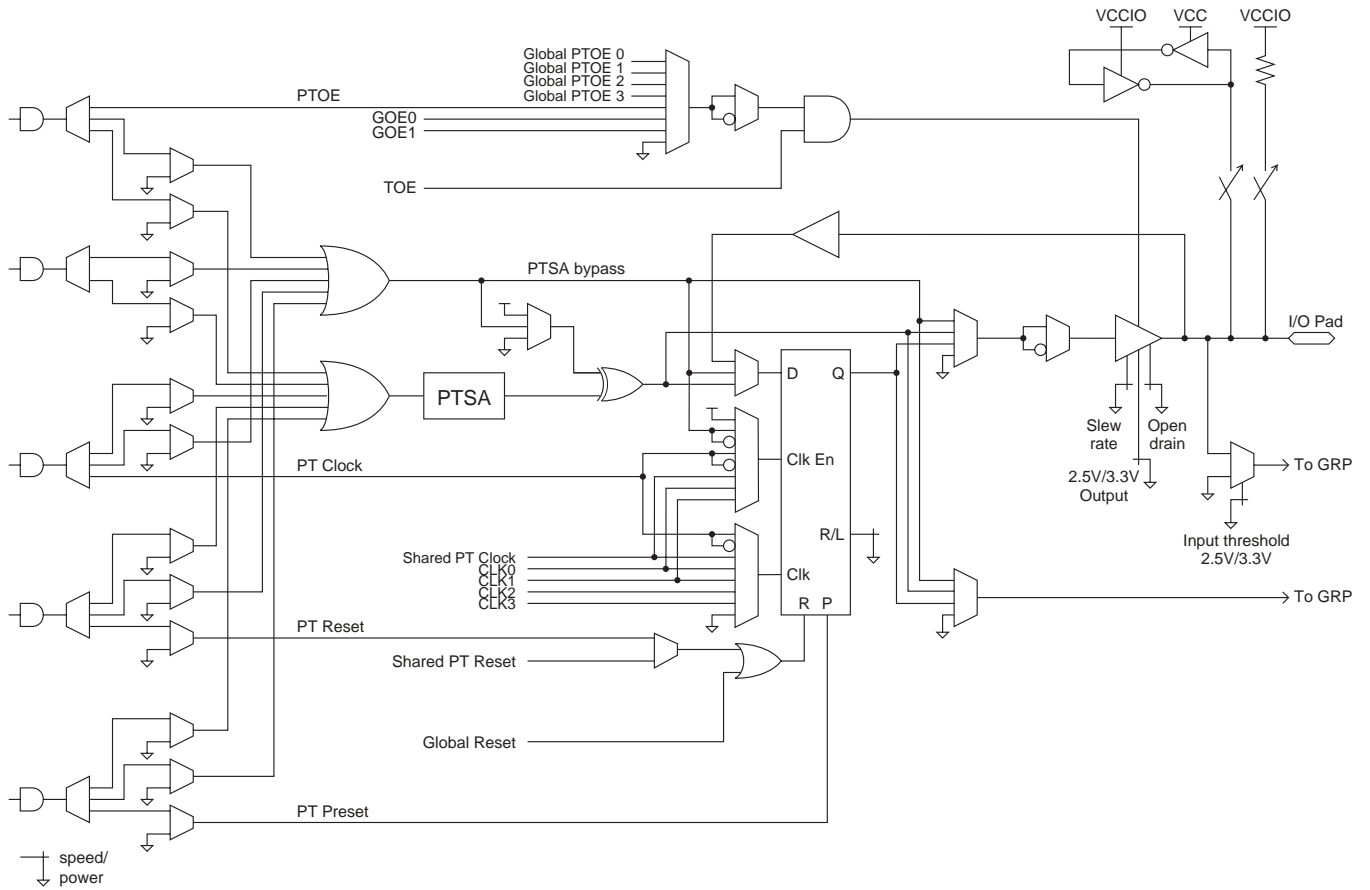 VCCIO
VCC
VCCIO
Global PTOE 0
Global PTOE 1
Global PTOE 2
Global PTOE 3
PTOE
GOE0
GOE1
TOE
PTSA bypass
I/O Pad
D
Q
PTSA
Slew
rate
Open
drain
PT Clock
Clk En
To GRP
2.5V/3.3V
Output
R/L
Input threshold
2.5V/3.3V
Shared PT Clock
CLK0
CLK1
CLK2
CLK3
Clk
R
P
To GRP
PT Reset
Shared PT Reset
Global Reset
PT Preset
speed/
power